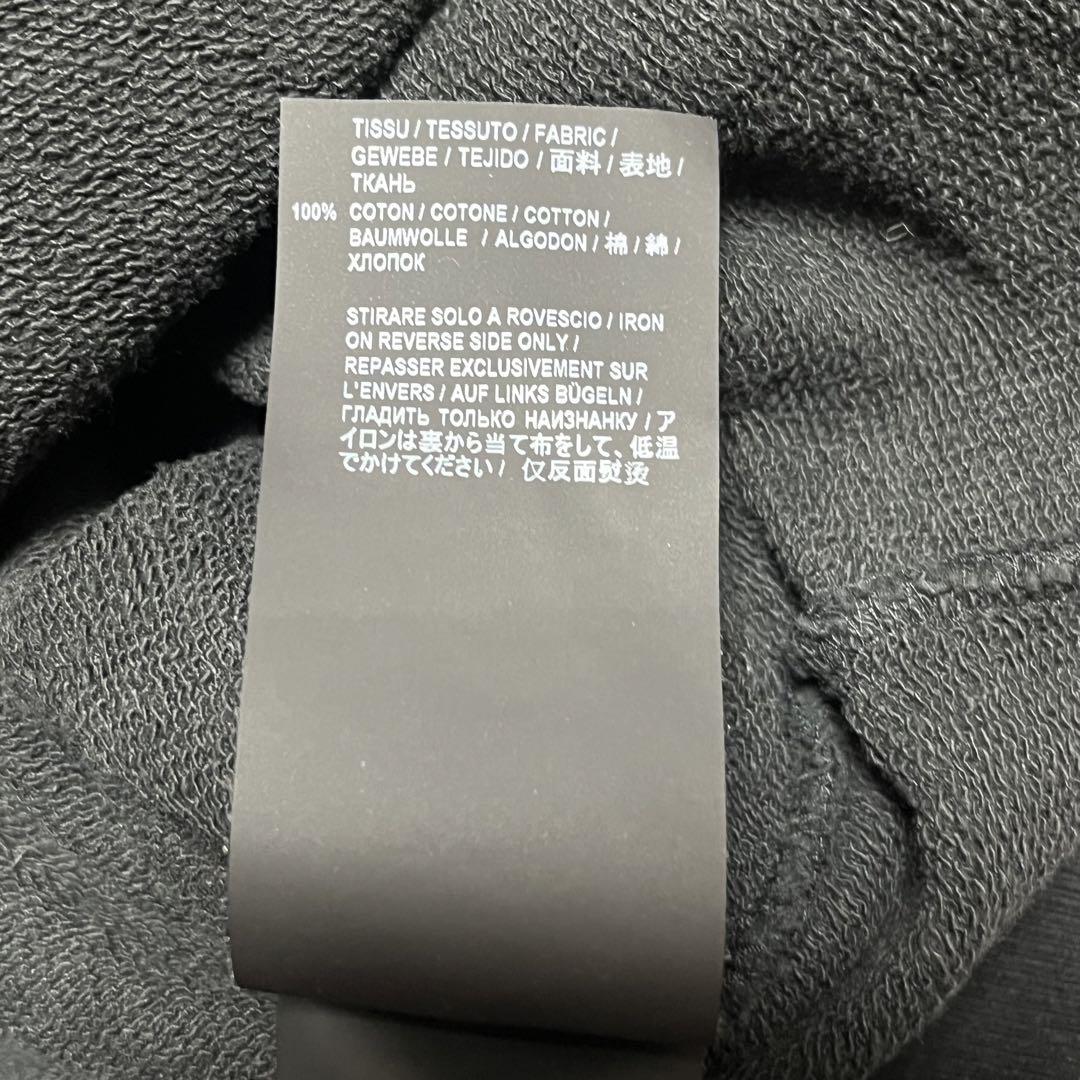 TISSU / TESSUTO / FABRIC /
GEWEBE / TEJIDO / 面料 / 表地 /
ТКАНЬ
100% COTON / COTONE / COTTON /
BAUMWOLLE / ALGODON / 棉 / 綿 /
ХЛОПОК
STIRARE SOLO A ROVESCIO / IRON
ON REVERSE SIDE ONLY /
REPASSER EXCLUSIVEMENT SUR
L'ENVERS / AUF LINKS BÜGELN /
ГЛАДИТЬ ТОЛЬКО НАИЗНАНКУ / ア
イロンは裏から当て布をして、低温
でかけてください / 仅反面熨烫